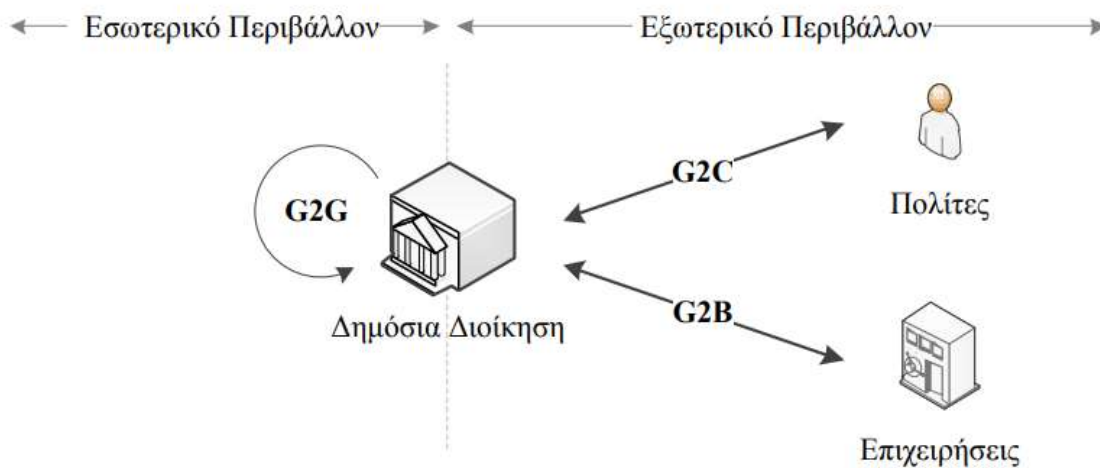 Εσωτερικό Περιβάλλον
Εξωτερικό Περιβάλλον
G2C
Πολίτες
G2G
Δημόσια Διοίκηση
G2B
Επιχειρήσεις